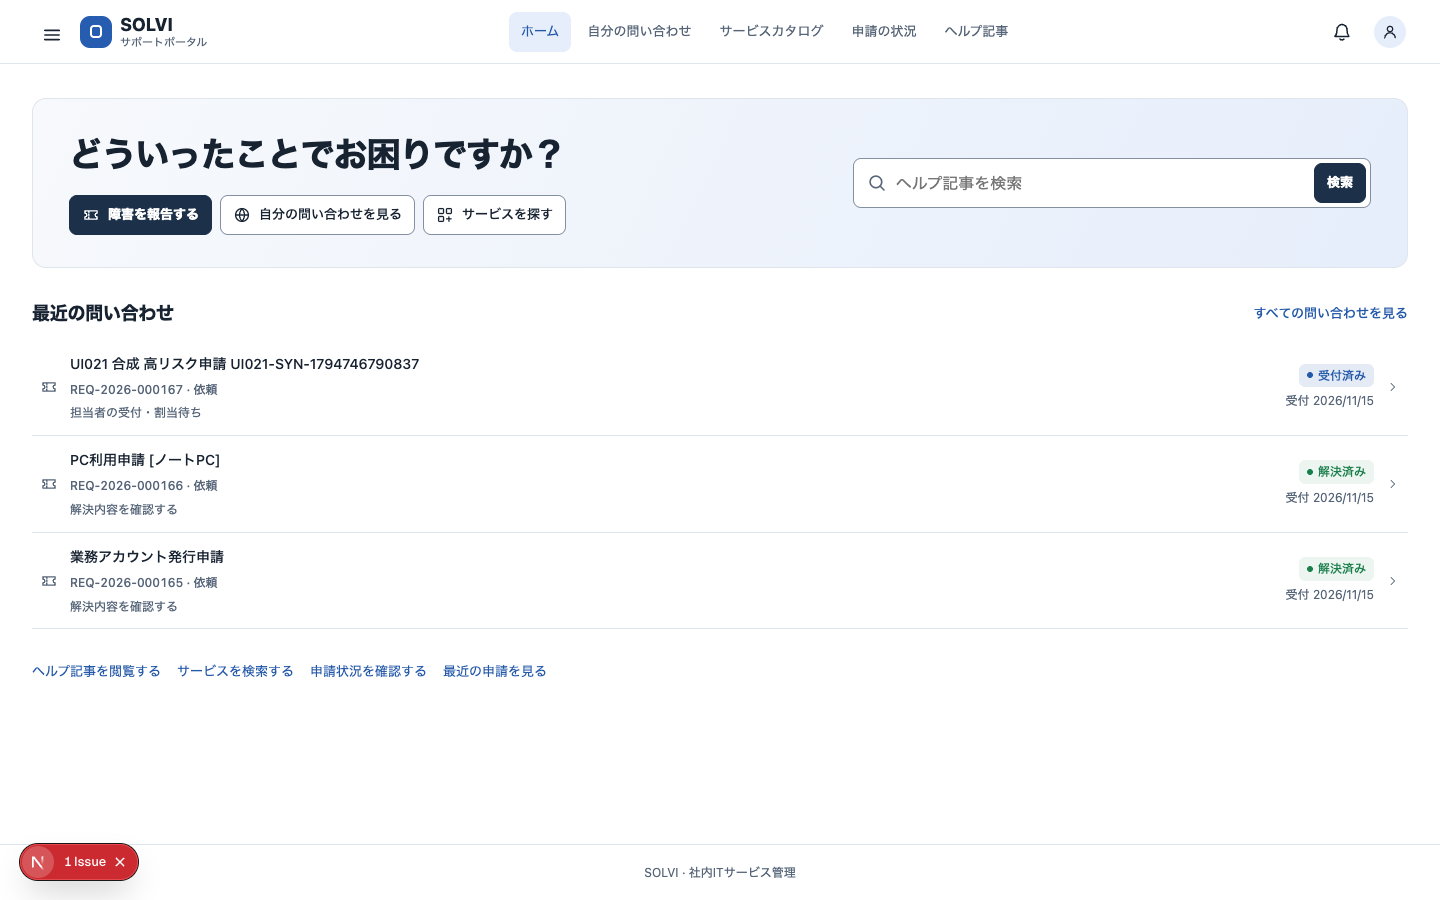 SOLVI
サポートポータル
ホーム
自分の問い合わせ
サービスカタログ
申請の状況
ヘルプ記事
どういったことでお困りですか？
障害を報告する
自分の問い合わせを見る
サービスを探す
ヘルプ記事を検索
検索
最近の問い合わせ
すべての問い合わせを見る
UI021 合成 高リスク申請 UI021-SYN-1794746790837
REQ-2026-000167 · 依頼
担当者の受付・割当待ち
受付済み
受付 2026/11/15
PC利用申請 [ノートPC]
REQ-2026-000166 · 依頼
解決内容を確認する
解決済み
受付 2026/11/15
業務アカウント発行申請
REQ-2026-000165 · 依頼
解決内容を確認する
解決済み
受付 2026/11/15
ヘルプ記事を閲覧する
サービスを検索する
申請状況を確認する
最近の申請を見る
N
1 Issue
SOLVI · 社内ITサービス管理